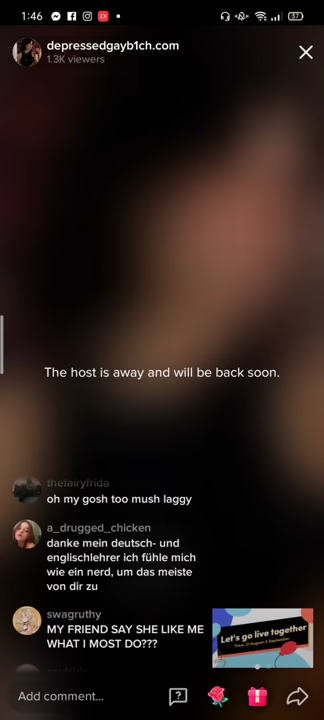 1:46
37
depressedgayb1ch.com
1.3K viewers
The host is away and will be back soon.
thefairyfrida
oh my gosh too mush laggy
a_drugged_chicken
danke mein deutsch- und
englischlehrer ich fühle mich
wie ein nerd, um das meiste
von dir zu
swagruthy
MY FRIEND SAY SHE LIKE ME
WHAT I MOST DO???
Let's go live together
Add comment...